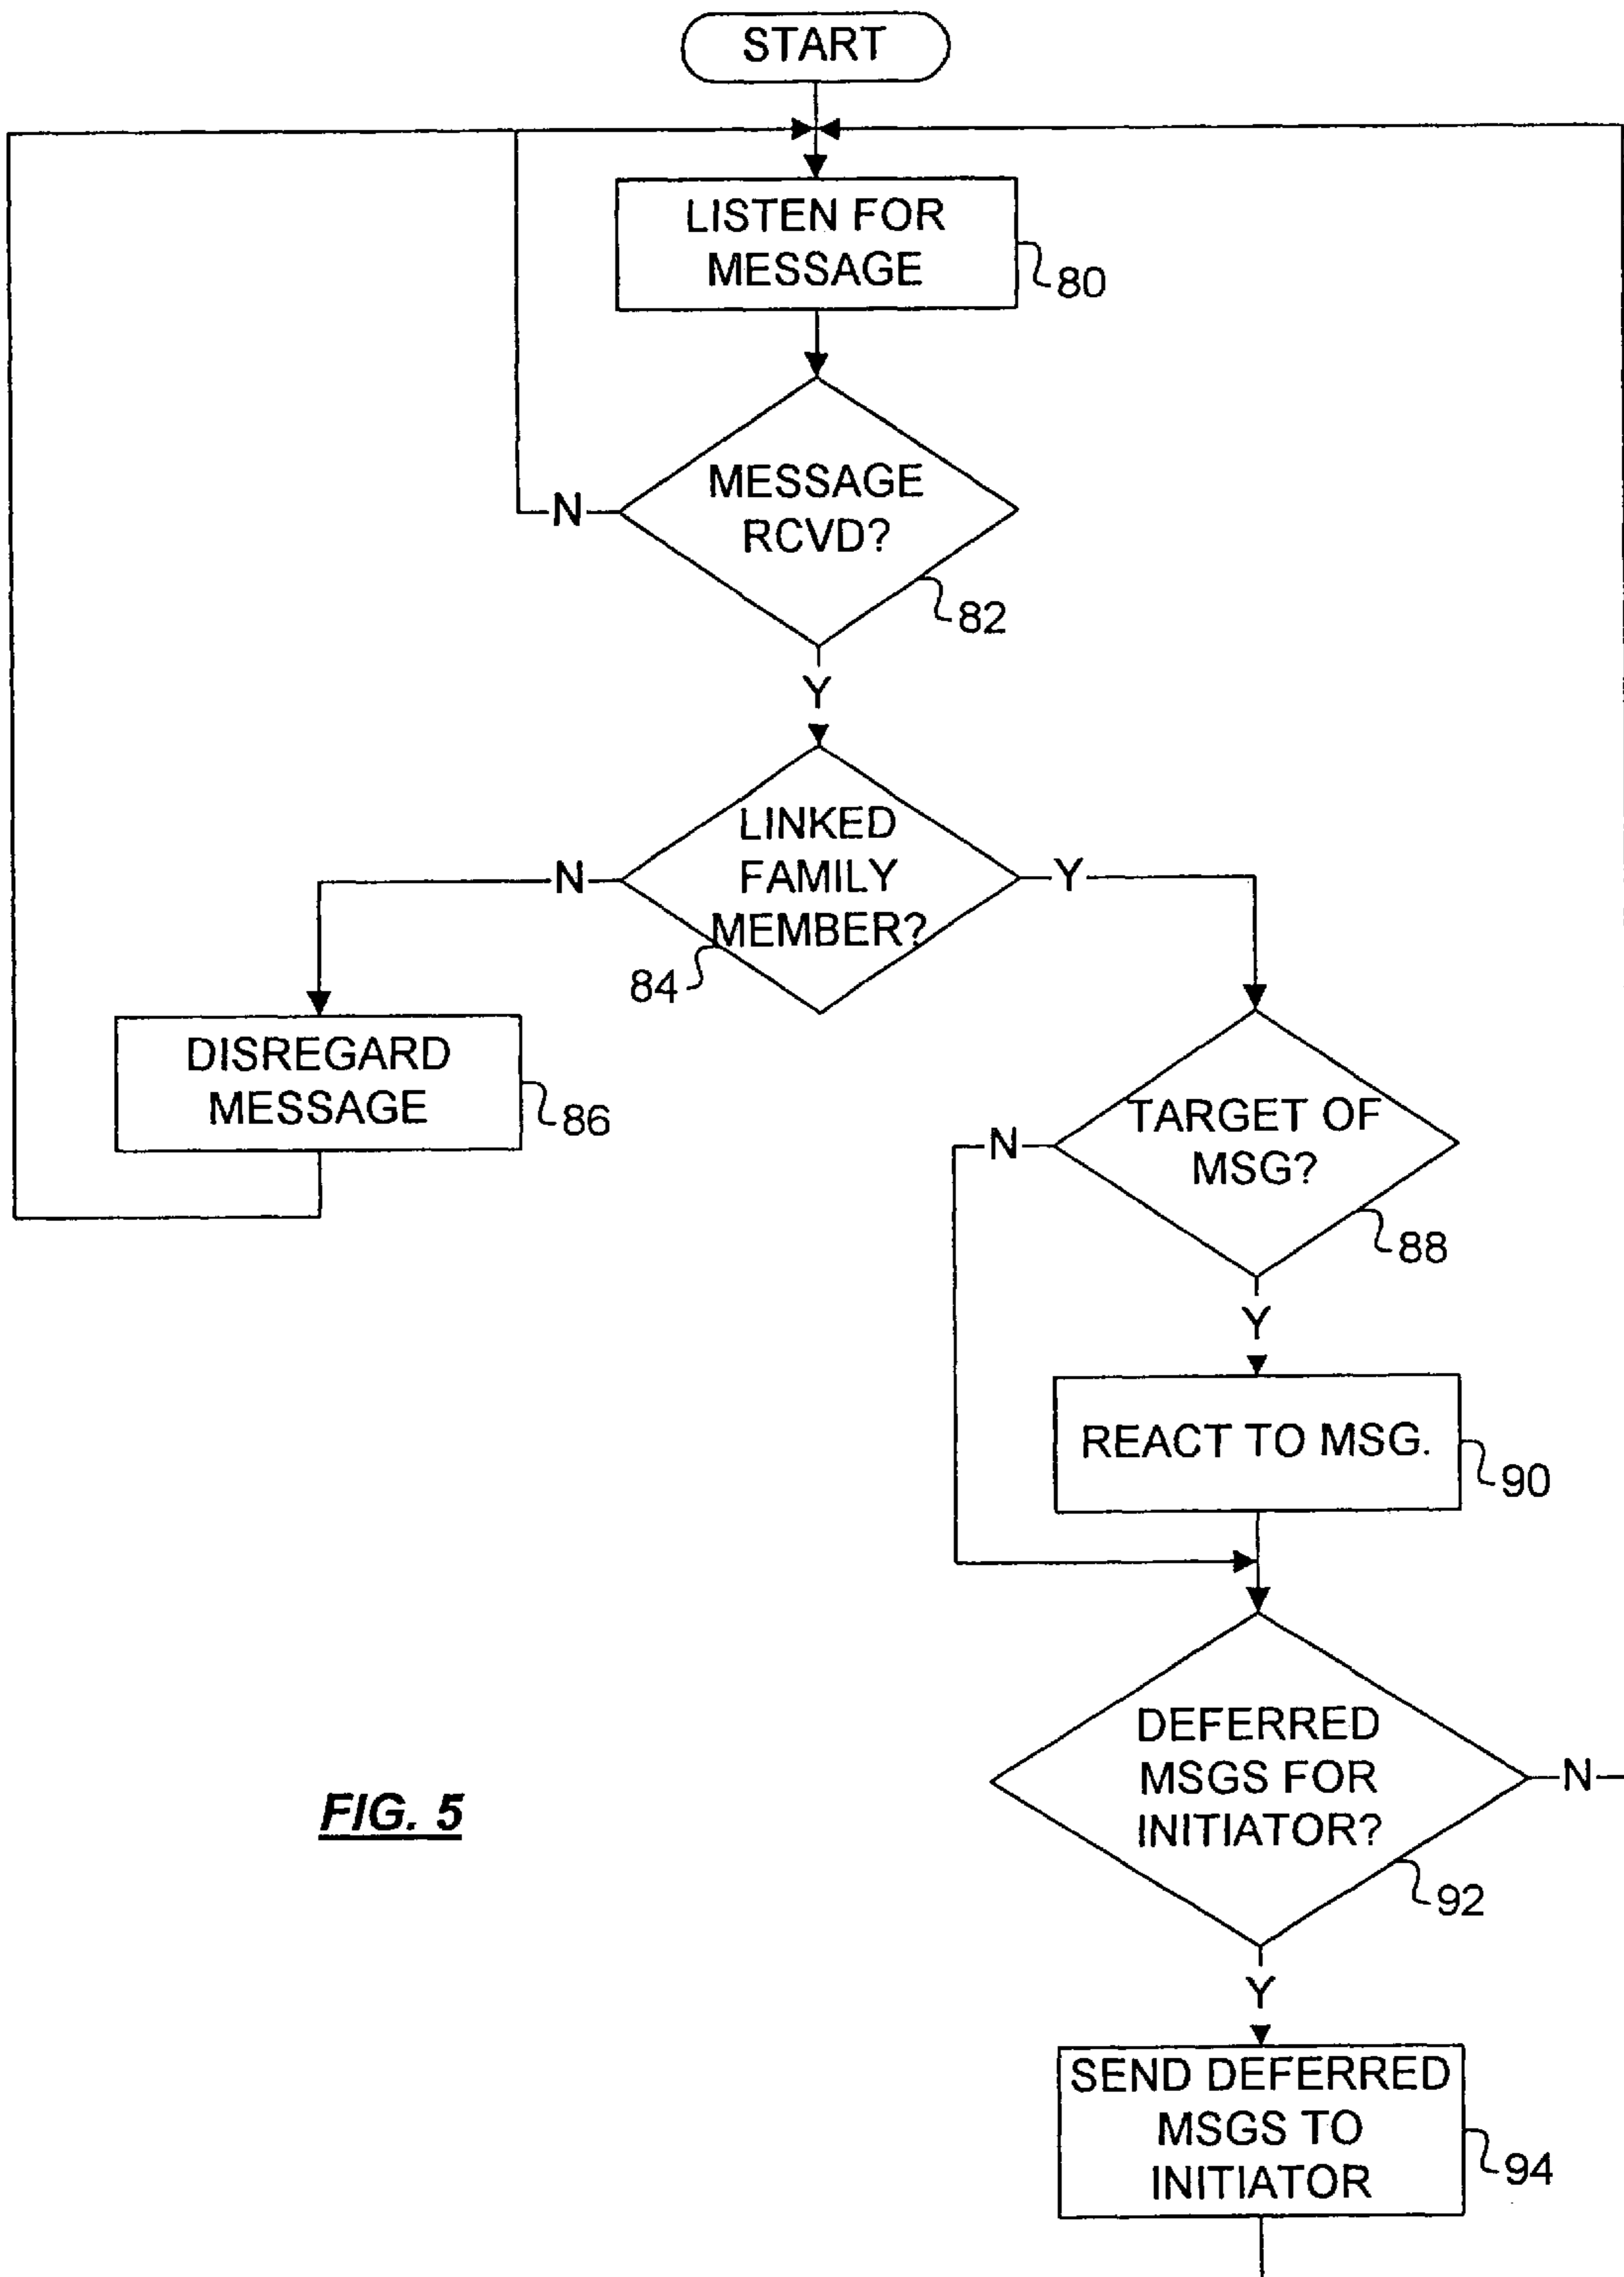 START
LISTEN FOR
MESSAGE
80
MESSAGE
RCVD?
N
82
Y
LINKED
FAMILY
MEMBER?
N
Y
84
DISREGARD
MESSAGE
86
TARGET OF
MSG?
N
88
Y
REACT TO MSG.
90
DEFERRED
MSGS FOR
INITIATOR?
N
92
Y
SEND DEFERRED
MSGS TO
INITIATOR
94
FIG. 5